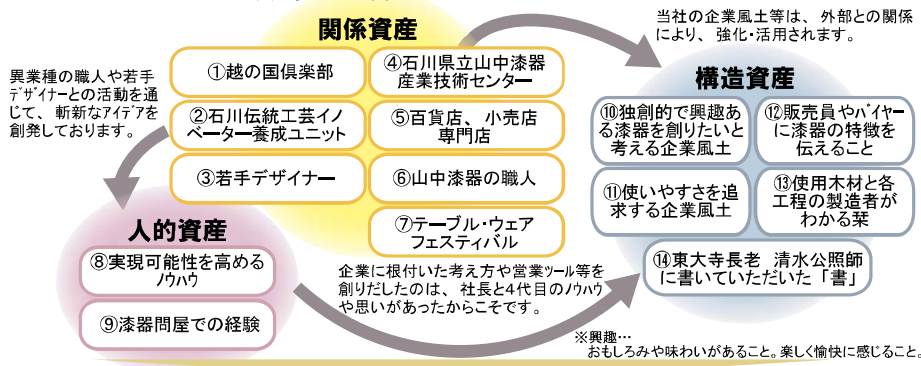 関係資産
①越の国倶楽部
②石川伝統工芸イノ
ベーター養成ユニット
③若手デザイナー
④石川県立山中漆器
産業技術センター
⑤百貨店、小売店
専門店
⑥山中漆器の職人
⑦テーブル・ウェア
フェスティバル
異業種の職人や若手
デザイナーとの活動を通
じて、斬新なアイデアを
創発しております。
人的資産
⑧実現可能性を高める
ノウハウ
⑨漆器問屋での経験
企業に根付いた考え方や営業ツール等を
創りだしたのは、社長と4代目のノウハウ
や思いがあったからこそです。
当社の企業風土等は、外部との関係
により、強化・活用されます。
構造資産
⑩独創的で興趣あ
る漆器を創りたいと
考える企業風土
⑪使いやすさを追
求する企業風土
⑫販売員やバイヤー
に漆器の特徴を
伝えること
⑬使用木材と各
工程の製造者が
わかる栞
⑭東大寺長老 清水公照師
に書いていただいた「書」
※興趣…
おもしろみや味わいがあること。楽しく愉快に感じること。